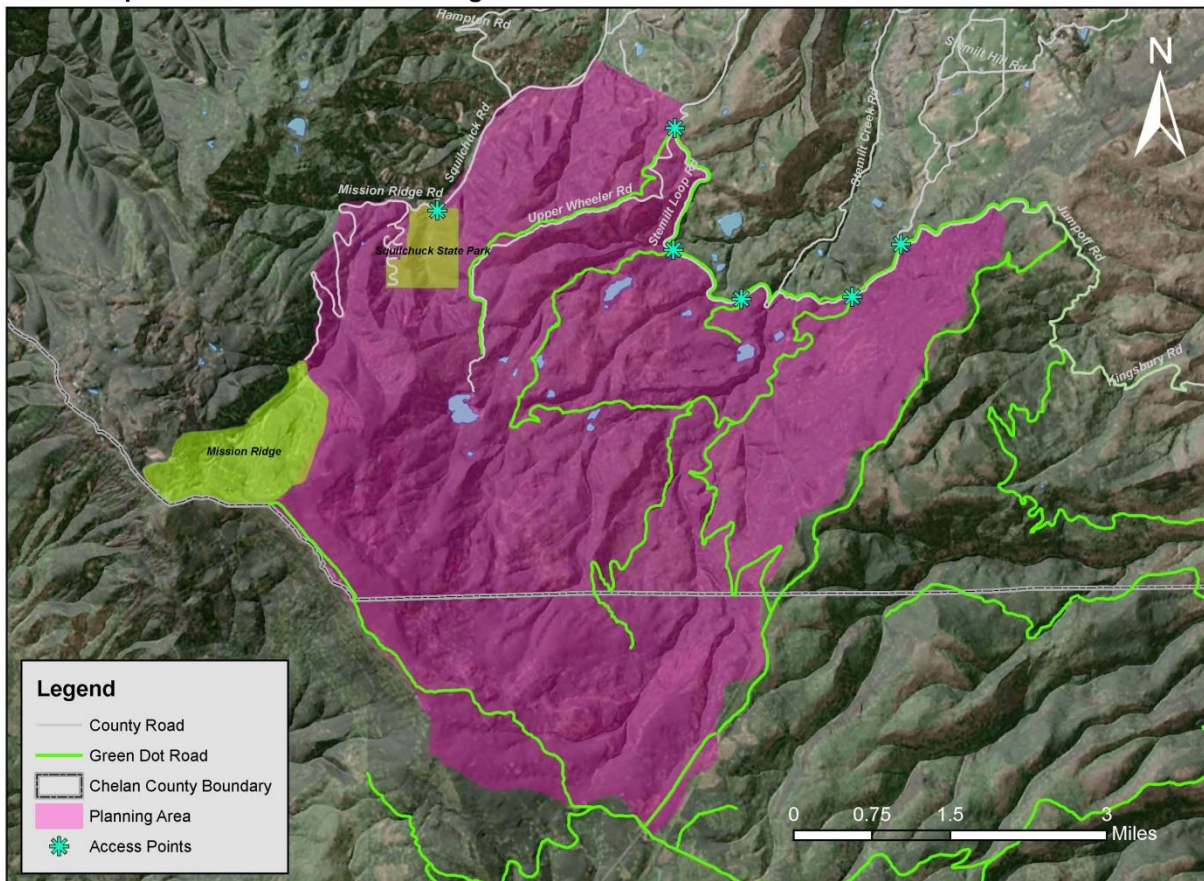 Hampton Rd
Stemilt Hill Rd
N
Squilchuck Rd
Stemilt Creek Rd
Mission Ridge Rd
Upper Wheeler Rd
Stemilt Loop Rd
Jumpoff Rd
Squilchuck State Park
Kingsbury Rd
Mission Ridge
Legend
County Road
Green Dot Road
Chelan County Boundary
Planning Area
Access Points
0 0.75 1.5 3
Miles